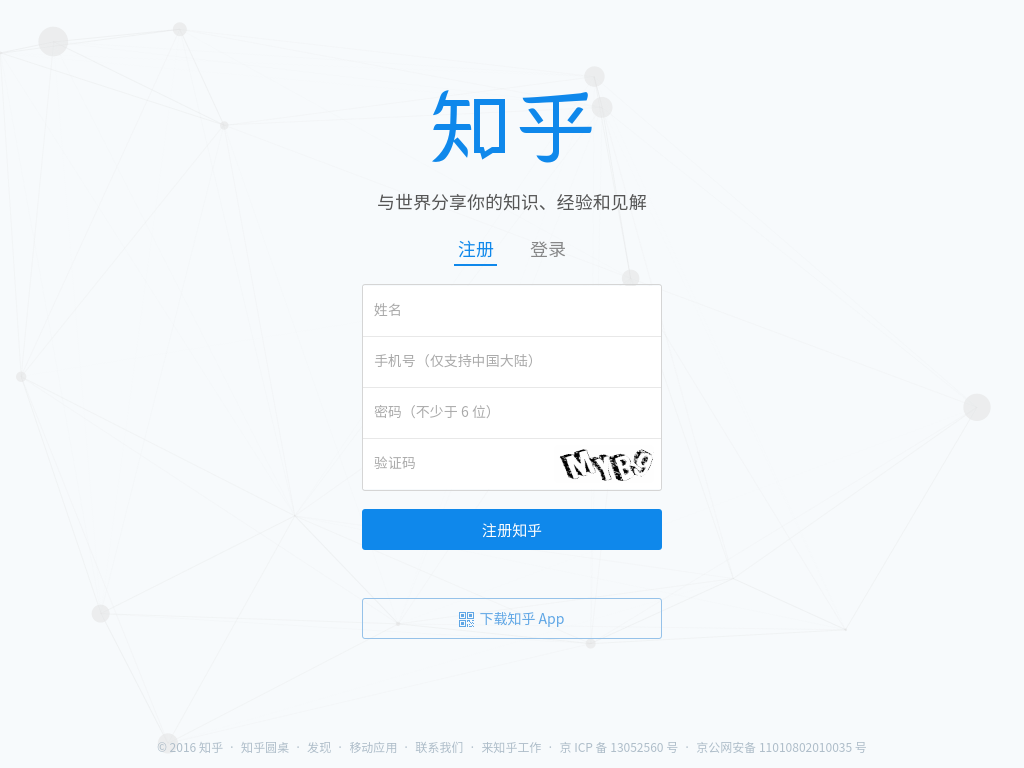 知乎
与世界分享你的知识、经验和见解
注册 登录
姓名
手机号（仅支持中国大陆）
密码（不少于 6 位）
验证码 MYB9
注册知乎
下载知乎 App
© 2016 知乎 · 知乎圆桌 · 发现 · 移动应用 · 联系我们 · 来知乎工作 · 京 ICP 备 13052560 号 · 京公网安备 11010802010035 号